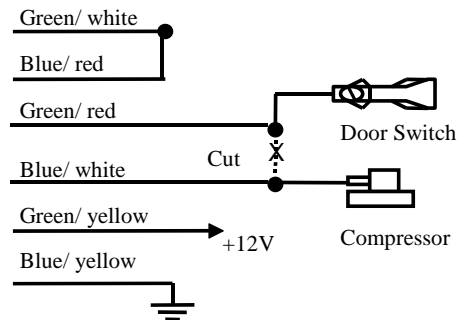 Green/ white
Blue/ red
Green/ red
Door Switch
Cut
X
Blue/ white
Green/ yellow
+12V
Compressor
Blue/ yellow